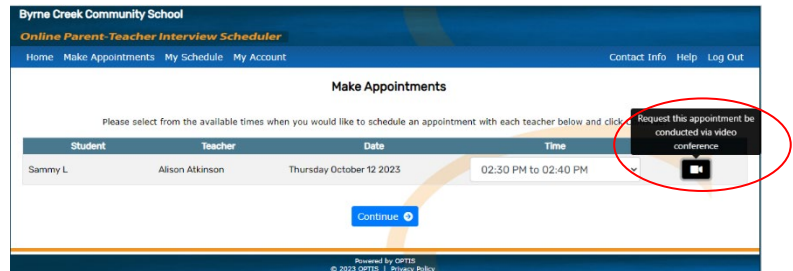 Byrne Creek Community School
Online Parent-Teacher Interview Scheduler
Home Make Appointments My Schedule My Account Contact Info Help Log Out
Make Appointments
Please select from the available times when you would like to schedule an appointment with each teacher below and click
Request this appointment be
conducted via video
conference
Student Teacher Date Time
Sammy L Alison Atkinson Thursday October 12 2023 02:30 PM to 02:40 PM
Continue
Powered by OPTIS
© 2023 OPTIS | Privacy Policy